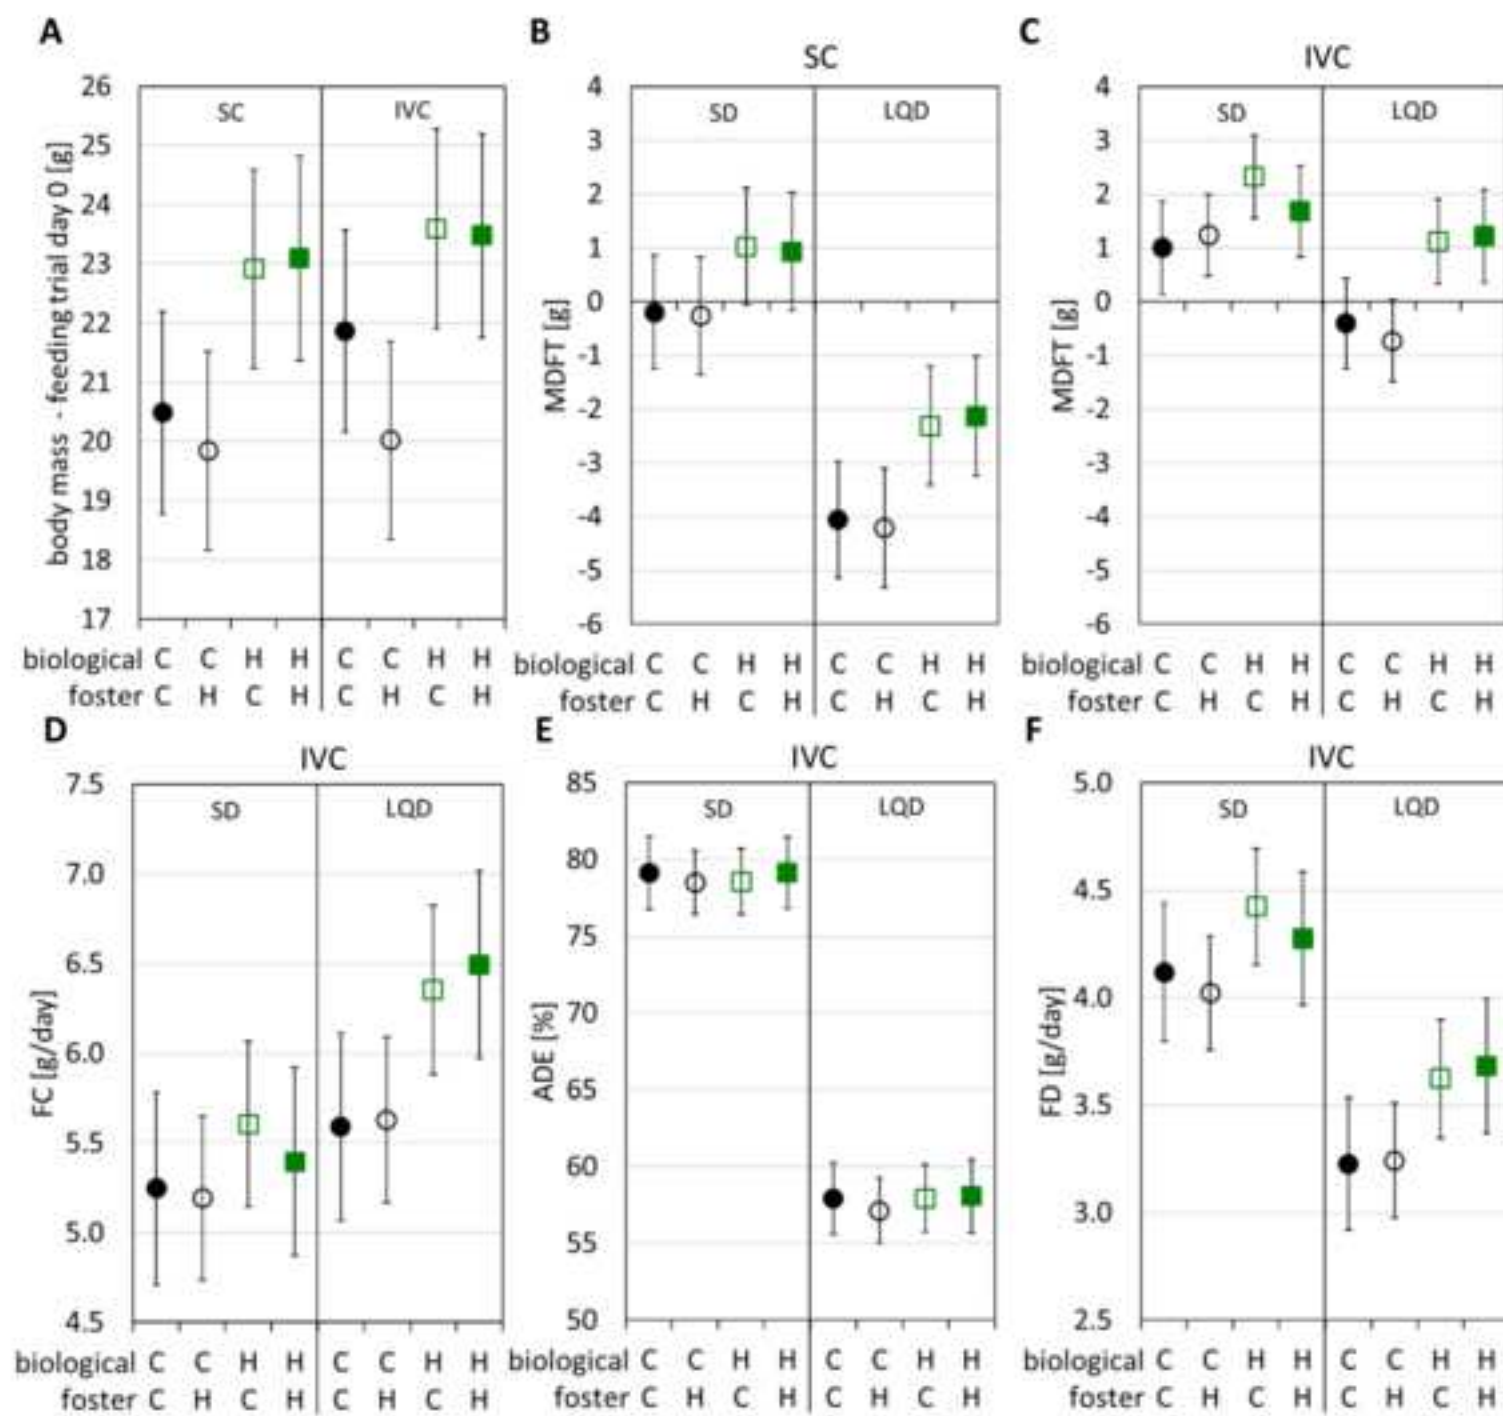 A
body mass - feeding trial day 0 [g]
26
25
24
23
22
21
20
19
18
17
SC IVC
biological C C H H C C H H
foster C H C H C H C H
B
SC
MDFT [g]
4
3
2
1
0
-1
-2
-3
-4
-5
-6
SD LQD
biological C C H H C C H H
foster C H C H C H C H
C
IVC
MDFT [g]
4
3
2
1
0
-1
-2
-3
-4
-5
-6
SD LQD
biological C C H H C C H H
foster C H C H C H C H
D
IVC
FC [g/day]
7.5
7.0
6.5
6.0
5.5
5.0
4.5
SD LQD
biological C C H H C C H H
foster C H C H C H C H
E
IVC
ADE [%]
85
80
75
70
65
60
55
50
SD LQD
biological C C H H C C H H
foster C H C H C H C H
F
IVC
FD [g/day]
5.0
4.5
4.0
3.5
3.0
2.5
SD LQD
biological C C H H C C H H
foster C H C H C H C H